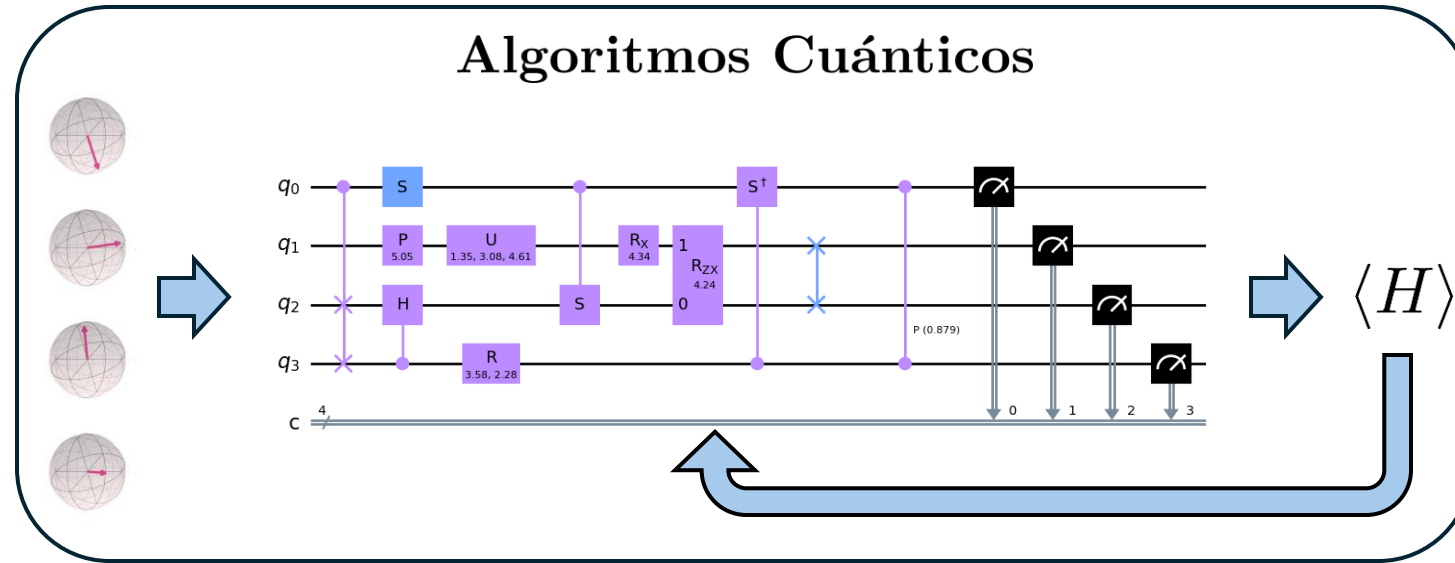 Algoritmos Cuánticos
q0 S S†
q1 P 5.05 U 1.35, 3.08, 4.61 RX 4.34 1
RZX 4.24
q2 H S 0
P (0.879)
q3 R 3.58, 2.28
c 4 0 1 2 3
⟨H⟩